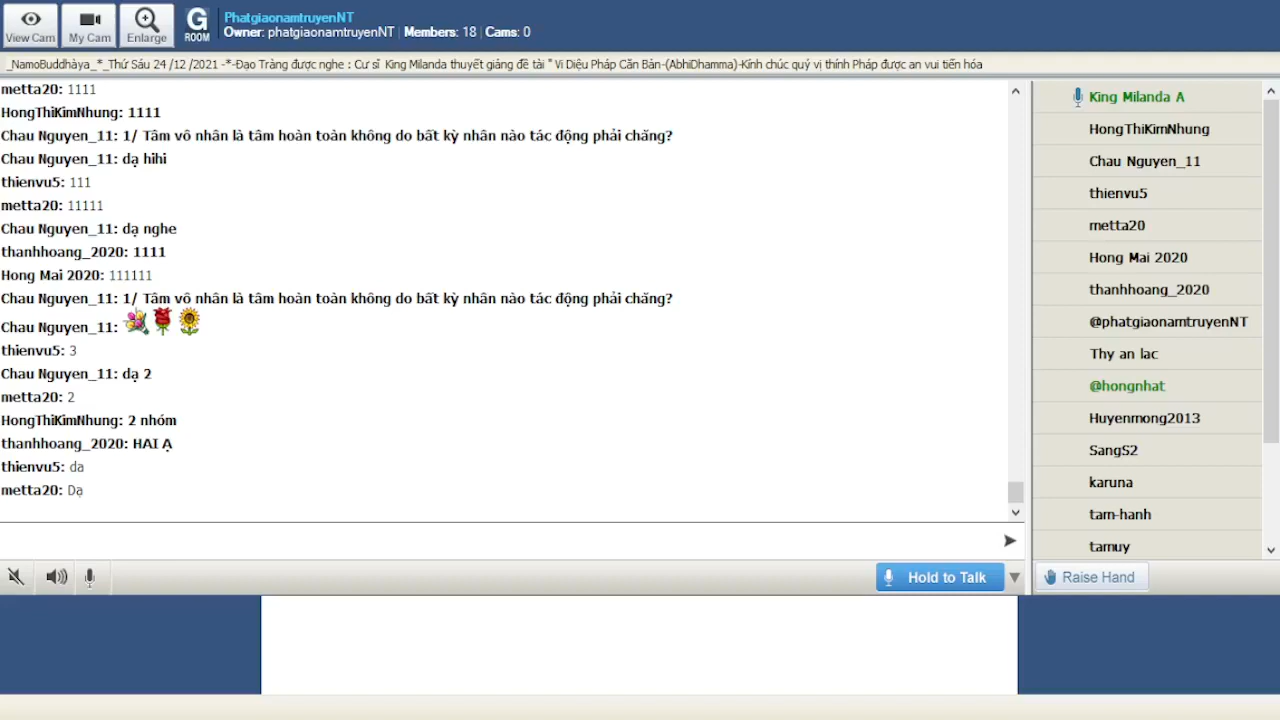 View Cam
My Cam
Enlarge
G
ROOM
PhatgiaonamtruyenNT
Owner: phatgiaonamtruyenNT | Members: 18 | Cams: 0
_NamoBuddhàya_*_Thứ Sáu 24 /12 /2021 -*-Đạo Tràng được nghe : Cư sĩ King Milanda thuyết giảng đề tài " Vi Diệu Pháp Căn Bản-(AbhiDhamma)-Kính chúc quý vị thính Pháp được an vui tiến hóa
metta20: 1111
HongThiKimNhung: 1111
Chau Nguyen_11: 1/ Tâm vô nhân là tâm hoàn toàn không do bất kỳ nhân nào tác động phải chăng?
Chau Nguyen_11: dạ hihi
thienvu5: 111
metta20: 11111
Chau Nguyen_11: dạ nghe
thanhhoang_2020: 1111
Hong Mai 2020: 111111
Chau Nguyen_11: 1/ Tâm vô nhân là tâm hoàn toàn không do bất kỳ nhân nào tác động phải chăng?
Chau Nguyen_11:
thienvu5: 3
Chau Nguyen_11: dạ 2
metta20: 2
HongThiKimNhung: 2 nhóm
thanhhoang_2020: HAI Ạ
thienvu5: da
metta20: Dạ
King Milanda A
HongThiKimNhung
Chau Nguyen_11
thienvu5
metta20
Hong Mai 2020
thanhhoang_2020
@phatgiaonamtruyenNT
Thy an lac
@hongnhat
Huyenmong2013
SangS2
karuna
tam-hanh
tamuy
Hold to Talk
Raise Hand